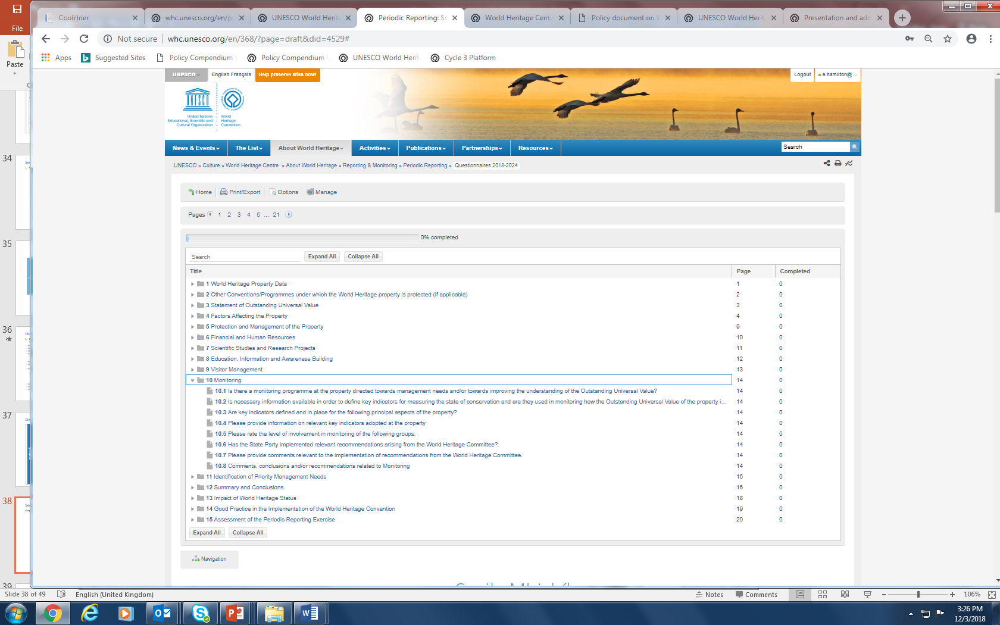 File
Paste
Cou(r)rier
whc.unesco.org/en/p
UNESCO World Herit
Periodic Reporting: S
World Heritage Cent
Policy document on
UNESCO World Herit
Presentation and ado
Not secure | whc.unesco.org/en/368/?page=draft&did=4529#
Apps
Suggested Sites
Policy Compendium
Policy Compendium
UNESCO World Herit
Cycle 3 Platform
UNESCO
English Français
Help preserve sites now!
Logout
e.hamilton@ ...
UNESCO
United Nations
Educational, Scientific and
Cultural Organization
World
Heritage
Convention
News & Events
The List
About World Heritage
Activities
Publications
Partnerships
Resources
Search
UNESCO » Culture » World Heritage Centre » About World Heritage » Reporting & Monitoring » Periodic Reporting » Questionnaires 2018-2024
Home
Print/Export
Options
Manage
Pages 1 2 3 4 5 ... 21
0% completed
Search
Expand All
Collapse All
Title Page Completed
1 World Heritage Property Data 1 0
2 Other Conventions/Programmes under which the World Heritage property is protected (if applicable) 2 0
3 Statement of Outstanding Universal Value 3 0
4 Factors Affecting the Property 4 0
5 Protection and Management of the Property 9 0
6 Financial and Human Resources 10 0
7 Scientific Studies and Research Projects 11 0
8 Education, Information and Awareness Building 12 0
9 Visitor Management 13 0
10 Monitoring 14 0
10.1 Is there a monitoring programme at the property directed towards management needs and/or towards improving the understanding of the Outstanding Universal Value? 14 0
10.2 Is necessary information available in order to define key indicators for measuring the state of conservation and are they used in monitoring how the Outstanding Universal Value of the property i... 14 0
10.3 Are key indicators defined and in place for the following principal aspects of the property? 14 0
10.4 Please provide information on relevant key indicators adopted at the property 14 0
10.5 Please rate the level of involvement in monitoring of the following groups: 14 0
10.6 Has the State Party implemented relevant recommendations arising from the World Heritage Committee? 14 0
10.7 Please provide comments relevant to the implementation of recommendations from the World Heritage Committee. 14 0
10.8 Comments, conclusions and/or recommendations related to Monitoring 14 0
11 Identification of Priority Management Needs 15 0
12 Summary and Conclusions 16 0
13 Impact of World Heritage Status 18 0
14 Good Practice in the Implementation of the World Heritage Convention 19 0
15 Assessment of the Periodic Reporting Exercise 20 0
Expand All
Collapse All
Navigation
34
35
36
37
38
39
Slide 38 of 49
English (United Kingdom)
Notes
Comments
106%
3:26 PM
12/3/2018